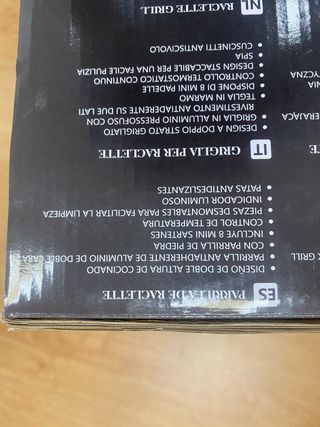 ES PARRILLA DE RACLETTE
• DISEÑO DE DOBLE ALTURA DE COCINADO
• PARRILLA ANTIADHERENTE DE ALUMINIO DE DOBLE CARA
CON PARRILLA DE PIEDRA
• INCLUYE 8 MINI SARTENES
• CONTROL DE TEMPERATURA
• PIEZAS DESMONTABLES PARA FACILITAR LA LIMPIEZA
• INDICADOR LUMINOSO
• PATAS ANTIDESLIZANTES
IT GRIGLIA PER RACLETTE
• DESIGN A DOPPIO STRATO GRIGLIATO
• GRIGLIA IN ALLUMINIO PRESSOFUSO CON
RIVESTIMENTO ANTIADERENTE SU DUE LATI
• TEGLIA IN MARMO
• DISPONE DI 8 MINI PADELLE
• CONTROLLO TERMOSTATICO CONTINUO
• DESIGN STACCABILE PER UNA FACILE PULIZIA
• SPIA
• CUSCINETTI ANTISCIVOLO
NL RACLETTE GRILL
GRILL